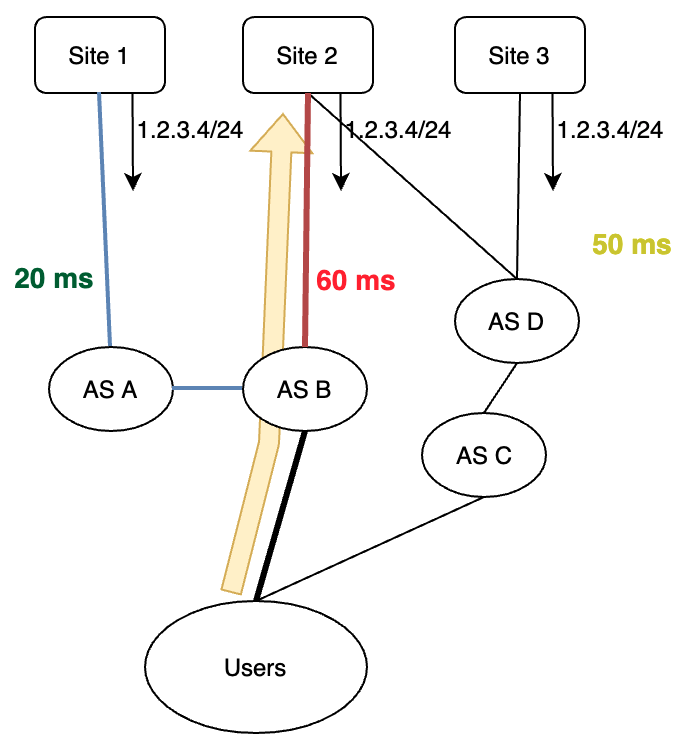 Site 1
Site 2
Site 3
1.2.3.4/24
1.2.3.4/24
1.2.3.4/24
50 ms
20 ms
60 ms
AS D
AS A
AS B
AS C
Users